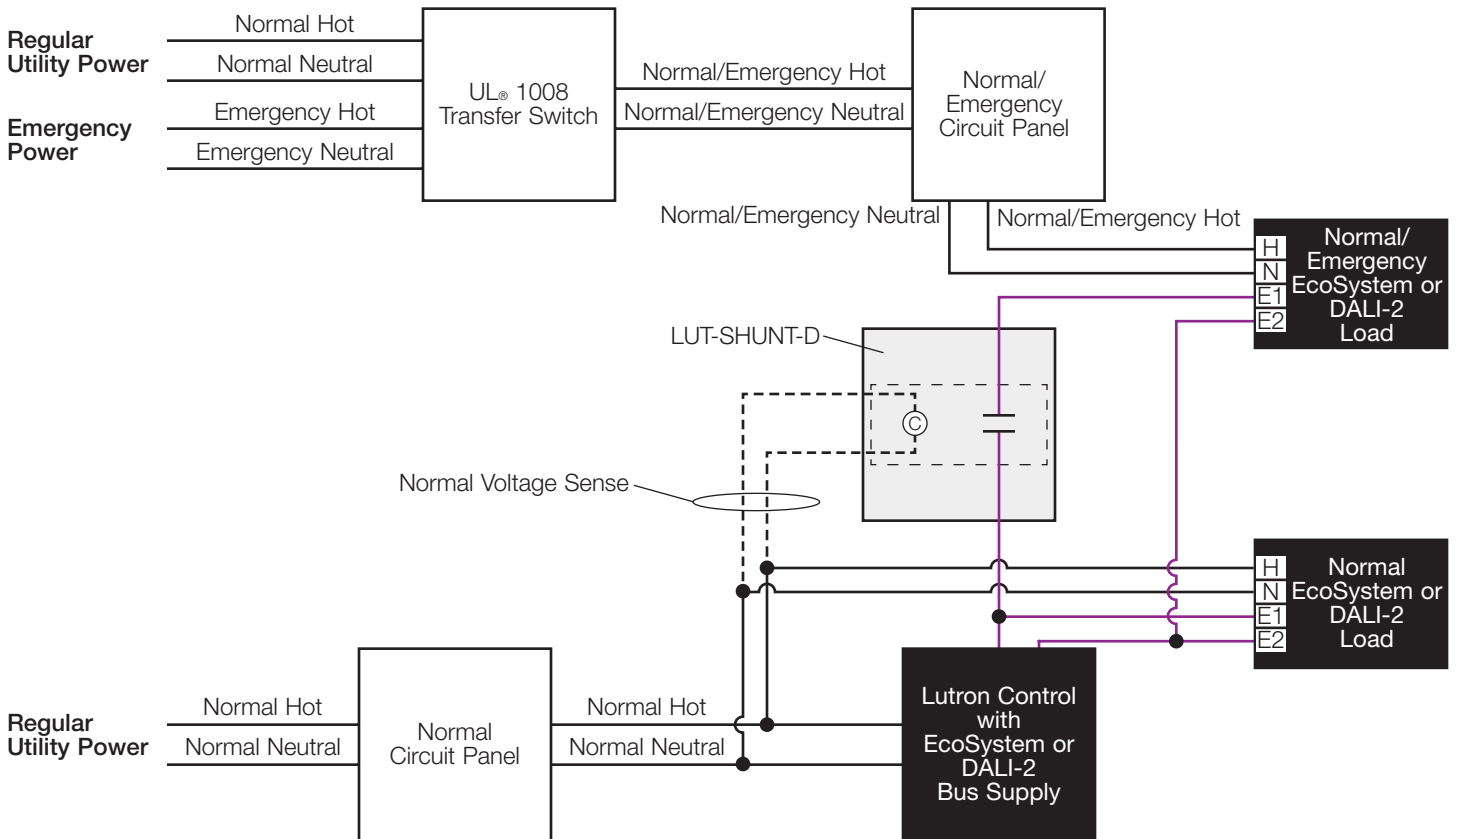 Regular
Utility Power
Normal Hot
Normal Neutral
Emergency
Power
Emergency Hot
Emergency Neutral
UL® 1008
Transfer Switch
Normal/Emergency Hot
Normal/Emergency Neutral
Normal/
Emergency
Circuit Panel
Normal/Emergency Neutral
Normal/Emergency Hot
H
N
E1
E2
Normal/
Emergency
EcoSystem or
DALI-2
Load
LUT-SHUNT-D
C
Normal Voltage Sense
H
N
E1
E2
Normal
EcoSystem or
DALI-2
Load
Regular
Utility Power
Normal Hot
Normal Neutral
Normal
Circuit Panel
Normal Hot
Normal Neutral
Lutron Control
with
EcoSystem or
DALI-2
Bus Supply